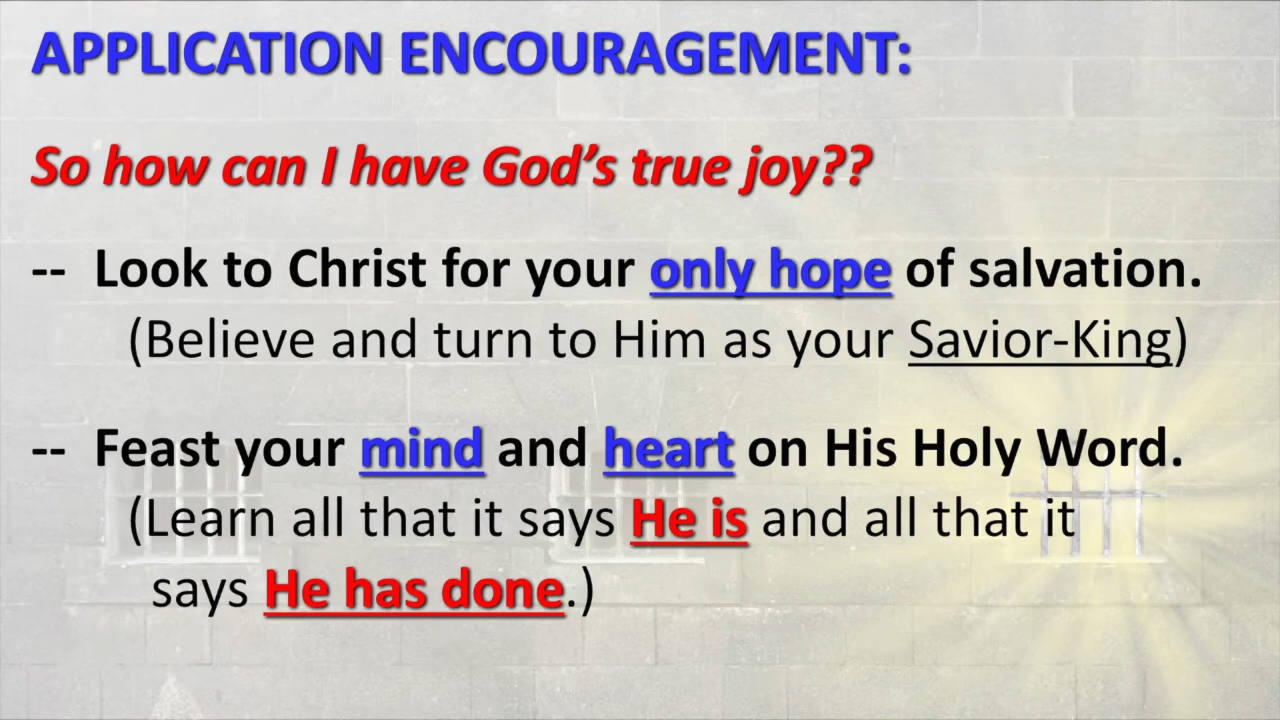 APPLICATION ENCOURAGEMENT:
So how can I have God’s true joy??
-- Look to Christ for your only hope of salvation.
(Believe and turn to Him as your Savior-King)
-- Feast your mind and heart on His Holy Word.
(Learn all that it says He is and all that it
says He has done.)